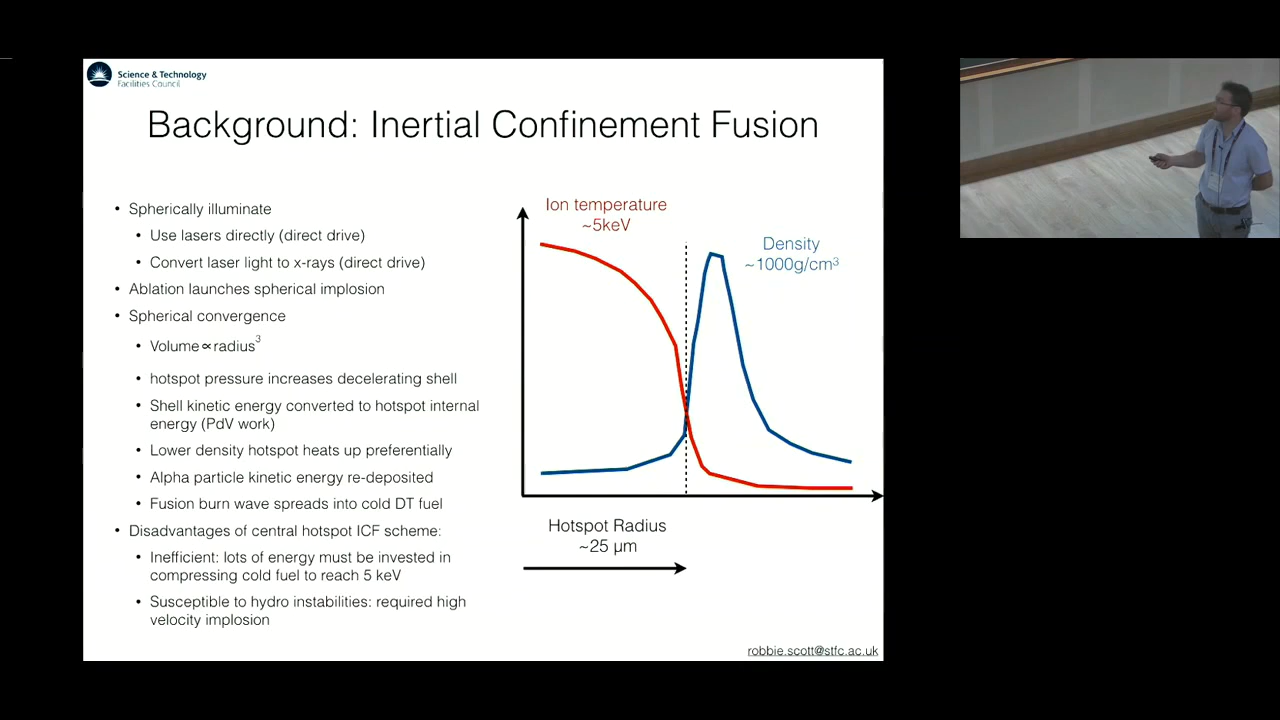 Science & Technology
Facilities Council
Background: Inertial Confinement Fusion
• Spherically illuminate
• Use lasers directly (direct drive)
• Convert laser light to x-rays (direct drive)
• Ablation launches spherical implosion
• Spherical convergence
• Volume∝radius³
• hotspot pressure increases decelerating shell
• Shell kinetic energy converted to hotspot internal
energy (PdV work)
• Lower density hotspot heats up preferentially
• Alpha particle kinetic energy re-deposited
• Fusion burn wave spreads into cold DT fuel
• Disadvantages of central hotspot ICF scheme:
• Inefficient: lots of energy must be invested in
compressing cold fuel to reach 5 keV
• Susceptible to hydro instabilities: required high
velocity implosion
Ion temperature
~5keV
Density
~1000g/cm³
Hotspot Radius
~25 µm
robbie.scott@stfc.ac.uk